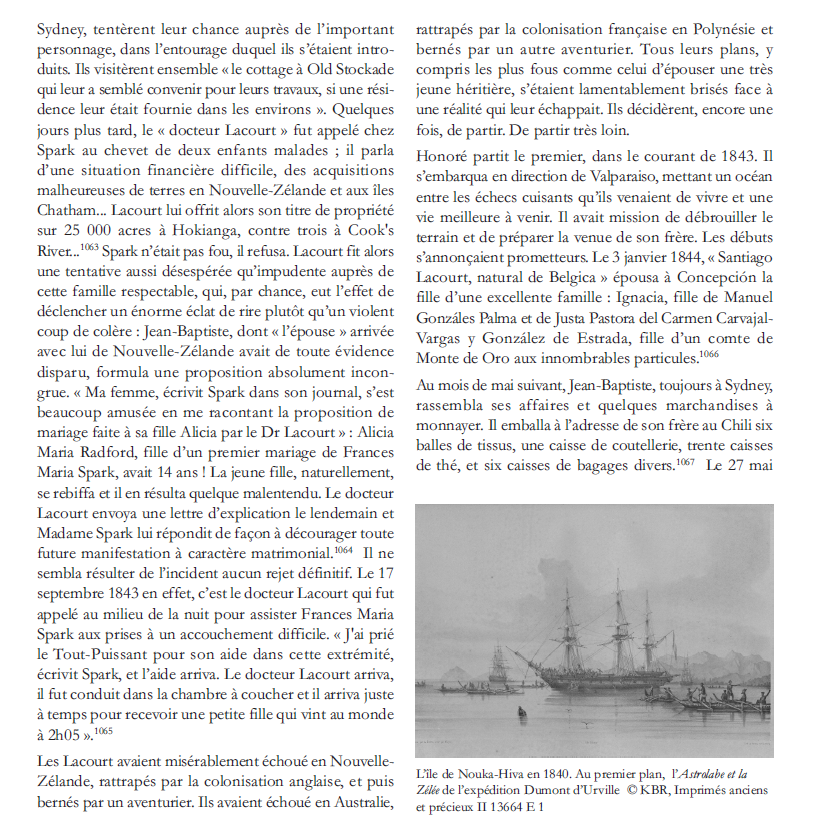 Sydney, tentèrent leur chance auprès de l'important
personnage, dans l'entourage duquel ils s'étaient intro-
duits. Ils visitèrent ensemble « le cottage à Old Stockade
qui leur a semblé convenir pour leurs travaux, si une rési-
dence leur était fournie dans les environs ». Quelques
jours plus tard, le « docteur Lacourt » fut appelé chez
Spark au chevet de deux enfants malades ; il parla
d'une situation financière difficile, des acquisitions
malheureuses de terres en Nouvelle-Zélande et aux îles
Chatham... Lacourt lui offrit alors son titre de propriété
sur 25 000 acres à Hokianga, contre trois à Cook's
River...1063 Spark n'était pas fou, il refusa. Lacourt fit alors
une tentative aussi désespérée qu'impudente auprès de
cette famille respectable, qui, par chance, eut l'effet de
déclencher un énorme éclat de rire plutôt qu'un violent
coup de colère : Jean-Baptiste, dont « l'épouse » arrivée
avec lui de Nouvelle-Zélande avait de toute évidence
disparu, formula une proposition absolument incon-
grue. « Ma femme, écrivit Spark dans son journal, s'est
beaucoup amusée en me racontant la proposition de
mariage faite à sa fille Alicia par le Dr Lacourt » : Alicia
Maria Radford, fille d'un premier mariage de Frances
Maria Spark, avait 14 ans ! La jeune fille, naturellement,
se rebiffa et il en résulta quelque malentendu. Le docteur
Lacourt envoya une lettre d'explication le lendemain et
Madame Spark lui répondit de façon à décourager toute
future manifestation à caractère matrimonial.1064 Il ne
sembla résulter de l'incident aucun rejet définitif. Le 17
septembre 1843 en effet, c'est le docteur Lacourt qui fut
appelé au milieu de la nuit pour assister Frances Maria
Spark aux prises à un accouchement difficile. « J'ai prié
le Tout-Puissant pour son aide dans cette extrémité,
écrivit Spark, et l'aide arriva. Le docteur Lacourt arriva,
il fut conduit dans la chambre à coucher et il arriva juste
à temps pour recevoir une petite fille qui vint au monde
à 2h05 ».1065
Les Lacourt avaient misérablement échoué en Nouvelle-
Zélande, rattrapés par la colonisation anglaise, et puis
bernés par un aventurier. Ils avaient échoué en Australie,
rattrapés par la colonisation française en Polynésie et
bernés par un autre aventurier. Tous leurs plans, y
compris les plus fous comme celui d'épouser une très
jeune héritière, s'étaient lamentablement brisés face à
une réalité qui leur échappait. Ils décidèrent, encore une
fois, de partir. De partir très loin.
Honoré partit le premier, dans le courant de 1843. Il
s'embarqua en direction de Valparaiso, mettant un océan
entre les échecs cuisants qu'ils venaient de vivre et une
vie meilleure à venir. Il avait mission de débrouiller le
terrain et de préparer la venue de son frère. Les débuts
s'annonçaient prometteurs. Le 3 janvier 1844, « Santiago
Lacourt, natural de Belgica » épousa à Concepción la
fille d'une excellente famille : Ignacia, fille de Manuel
Gonzáles Palma et de Justa Pastora del Carmen Carvajal-
Vargas y González de Estrada, fille d'un comte de
Monte de Oro aux innombrables particules.1066
Au mois de mai suivant, Jean-Baptiste, toujours à Sydney,
rassembla ses affaires et quelques marchandises à
monnayer. Il emballa à l'adresse de son frère au Chili six
balles de tissus, une caisse de coutellerie, trente caisses
de thé, et six caisses de bagages divers.1067 Le 27 mai
L'île de Nouka-Hiva en 1840. Au premier plan, l'Astrolabe et la
Zélée de l'expédition Dumont d'Urville © KBR, Imprimés anciens
et précieux II 13664 E 1